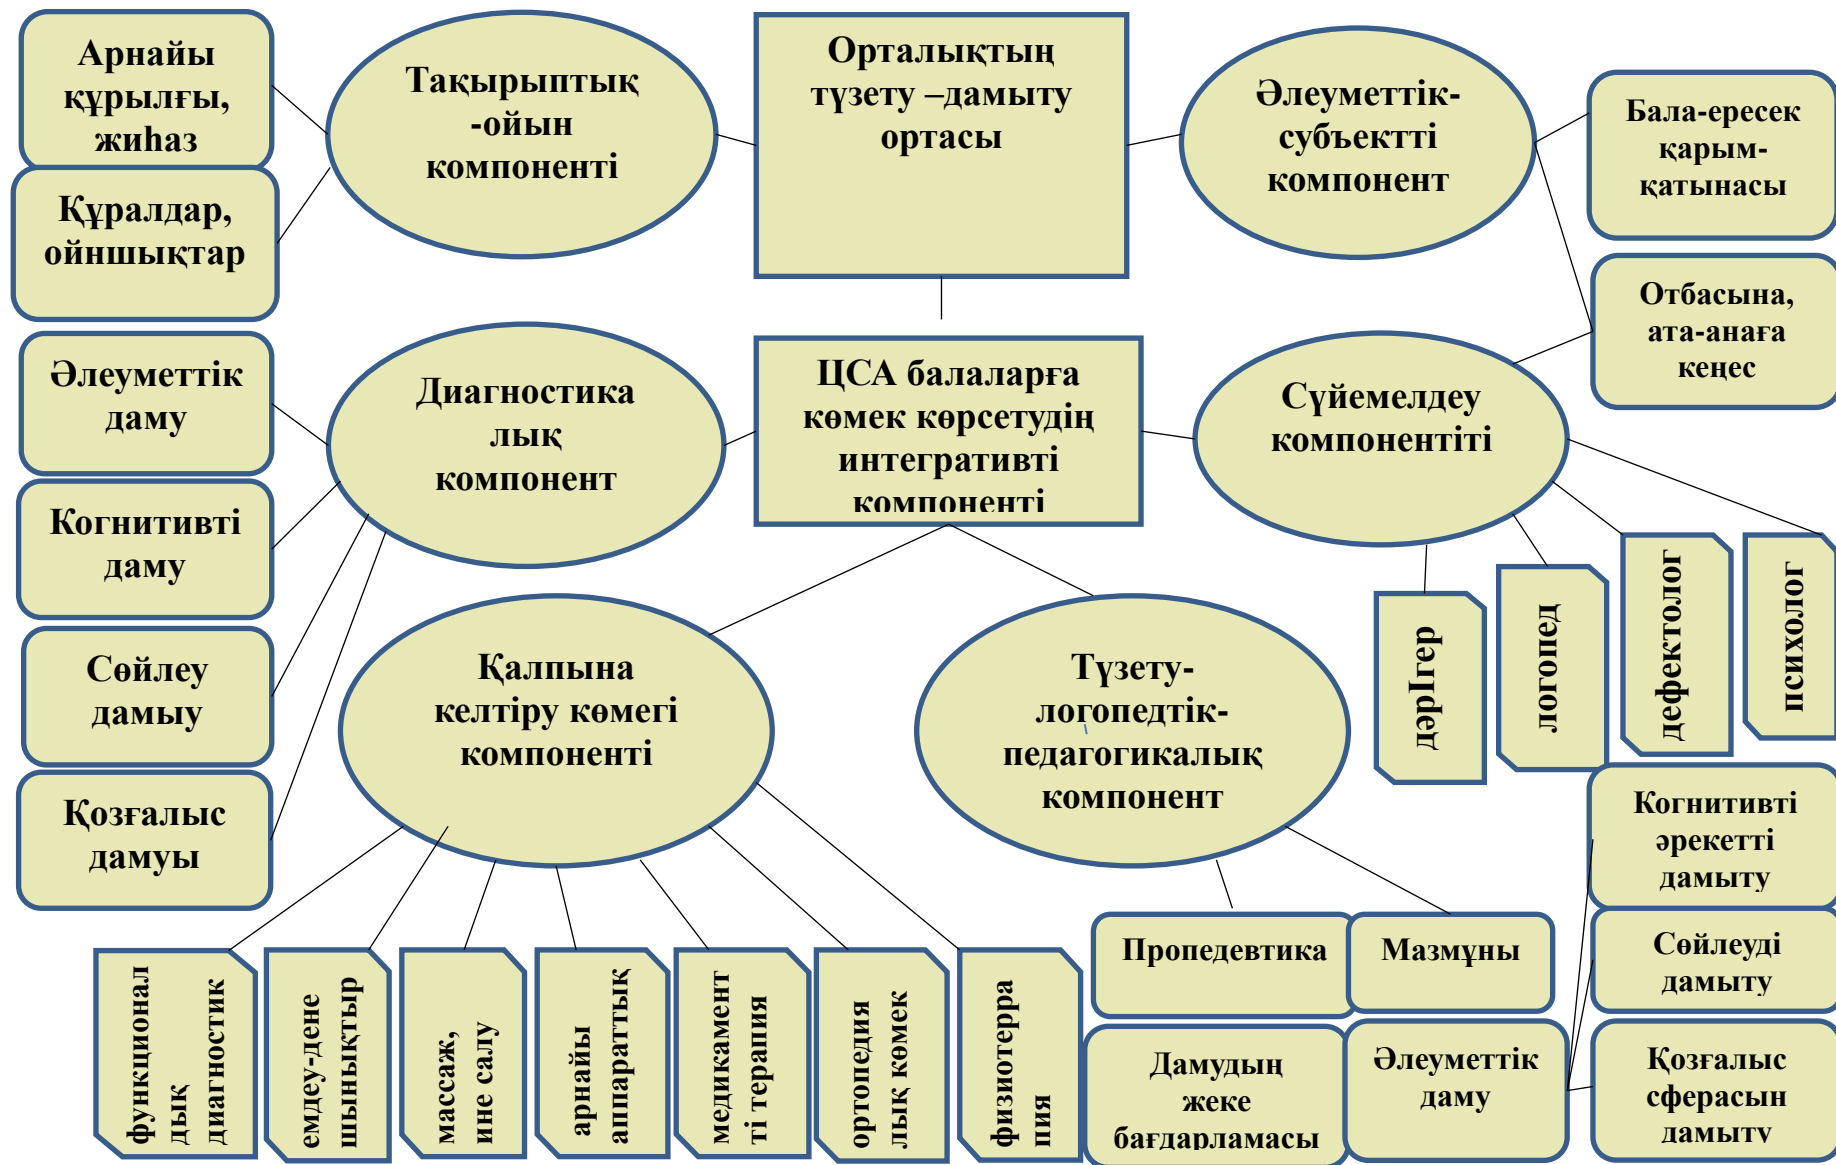 Арнайы
құрылғы,
жиһаз
Құралдар,
ойншықтар
Тақырыптық
-ойын
компоненті
Орталықтың
түзету –дамыту
ортасы
Әлеуметтік-
субъектті
компонент
Бала-ересек
қарым-
қатынасы
Отбасына,
ата-анаға
кеңес
Әлеуметтік
даму
Когнитивті
даму
Сөйлеу
дамыу
Қозғалыс
дамуы
Диагностика
лық
компонент
ЦСА балаларға
көмек көрсетудің
интегративті
компоненті
Сүйемелдеу
компонентіті
дәрІгер
логопед
дефектолог
психолог
Қалпына
келтіру көмегі
компоненті
Түзету-
логопедтік-
педагогикалық
компонент
функционал
дық
диагностик
емдеу-дене
шынықтыр
массаж,
ине салу
арнайы
аппараттық
медикамент
ті терапия
ортопедия
лық көмек
физиотерра
пия
Пропедевтика
Мазмұны
Дамудың
жеке
бағдарламасы
Әлеуметтік
даму
Когнитивті
әрекетті
дамыту
Сөйлеуді
дамыту
Қозғалыс
сферасын
дамыту